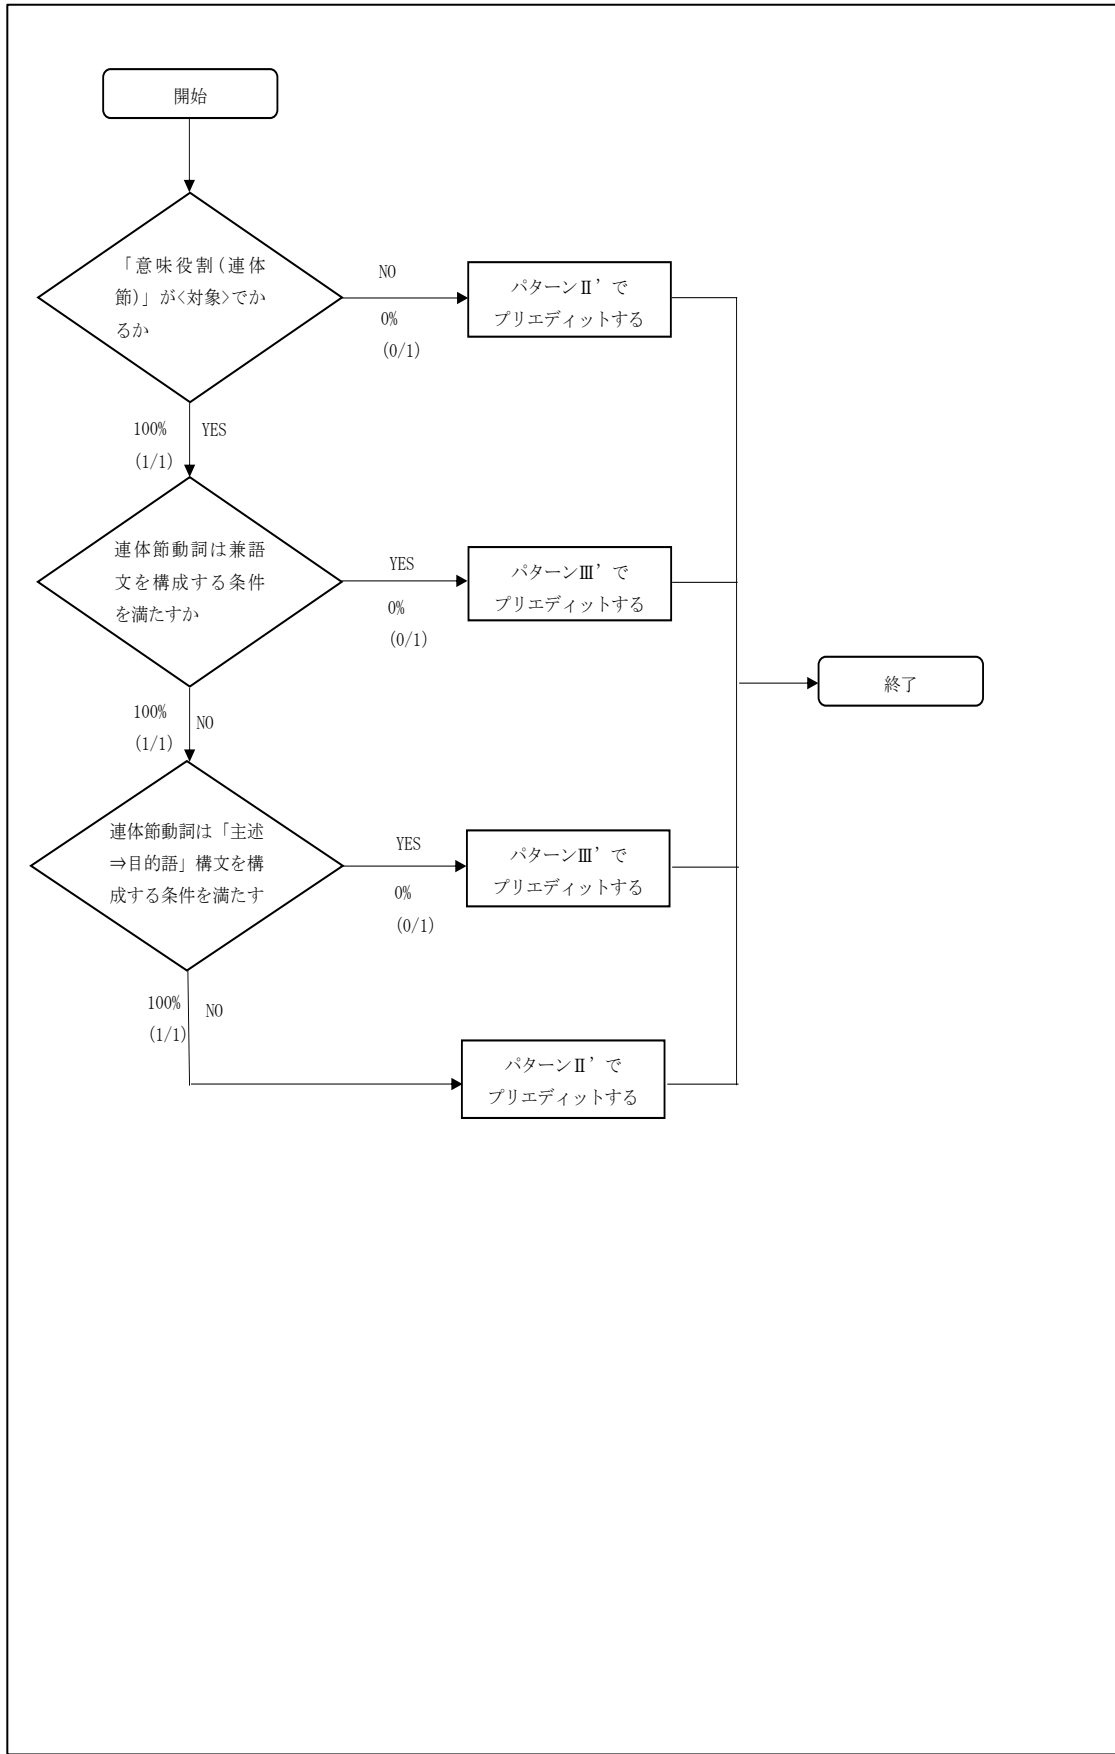 開始
「意味役割(連体
節)」が<対象>でか
るか
NO
0%
(0/1)
パターンⅡ’で
プリエディットする
100%
(1/1)
YES
連体節動詞は兼語
文を構成する条件
を満たすか
YES
0%
(0/1)
パターンⅢ’で
プリエディットする
終了
100%
(1/1)
NO
連体節動詞は「主述
⇒目的語」構文を構
成する条件を満たす
YES
0%
(0/1)
パターンⅢ’で
プリエディットする
100%
(1/1)
NO
パターンⅡ’で
プリエディットする